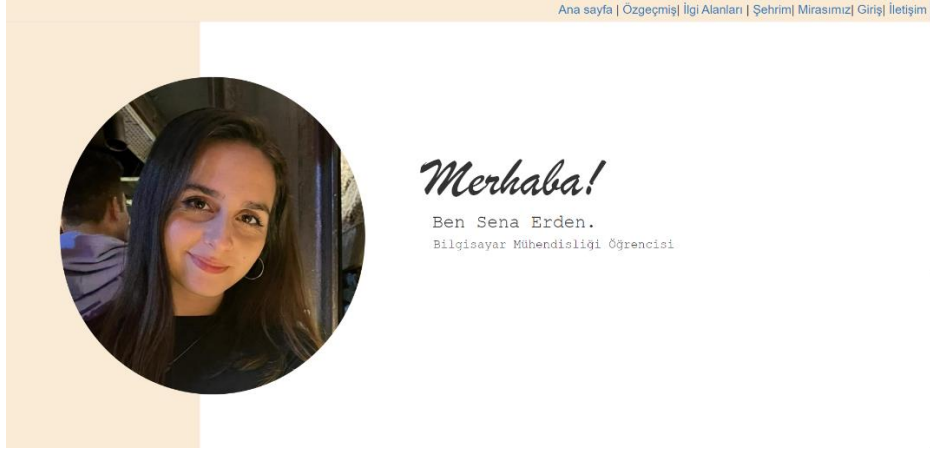 Ana sayfa | Özgeçmiş| İlgi Alanları | Şehrim| Mirasımız| Giriş| İletişim
Merhaba!
Ben Sena Erden.
Bilgisayar Mühendisliği Öğrencisi